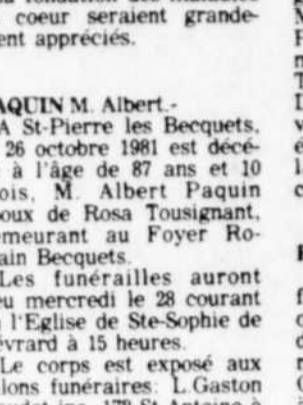 coeur seraient grande-
ent appréciés.
AQUIN M. Albert.-
A St-Pierre les Becquets,
26 octobre 1981 est décé-
à l'âge de 87 ans et 10
ois, M. Albert Paquin
oux de Rosa Tousignant,
emeurant au Foyer Ro-
ain Becquets.
Les funérailles auront
eu mercredi le 28 courant
l'Eglise de Ste-Sophie de
évrard à 15 heures.
Le corps est exposé aux
lons funéraires: L.Gaston